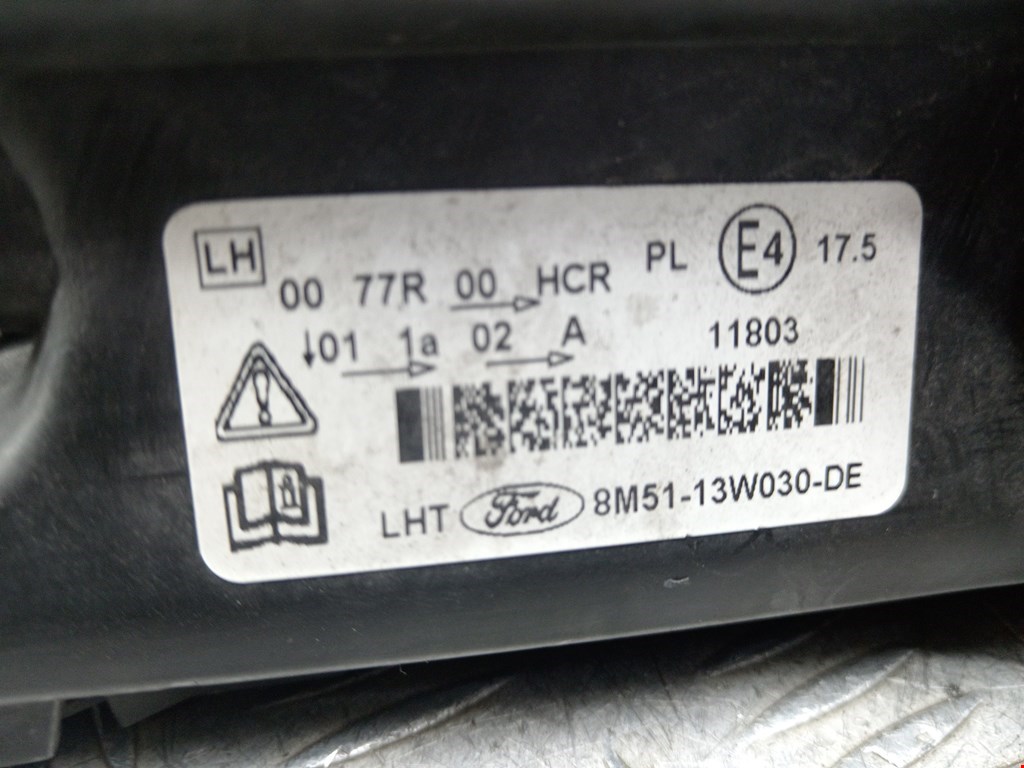 LH
00 77R 00 HCR PL E4 17.5
↓01 1a 02 A 11803
LHT Ford 8M51-13W030-DE